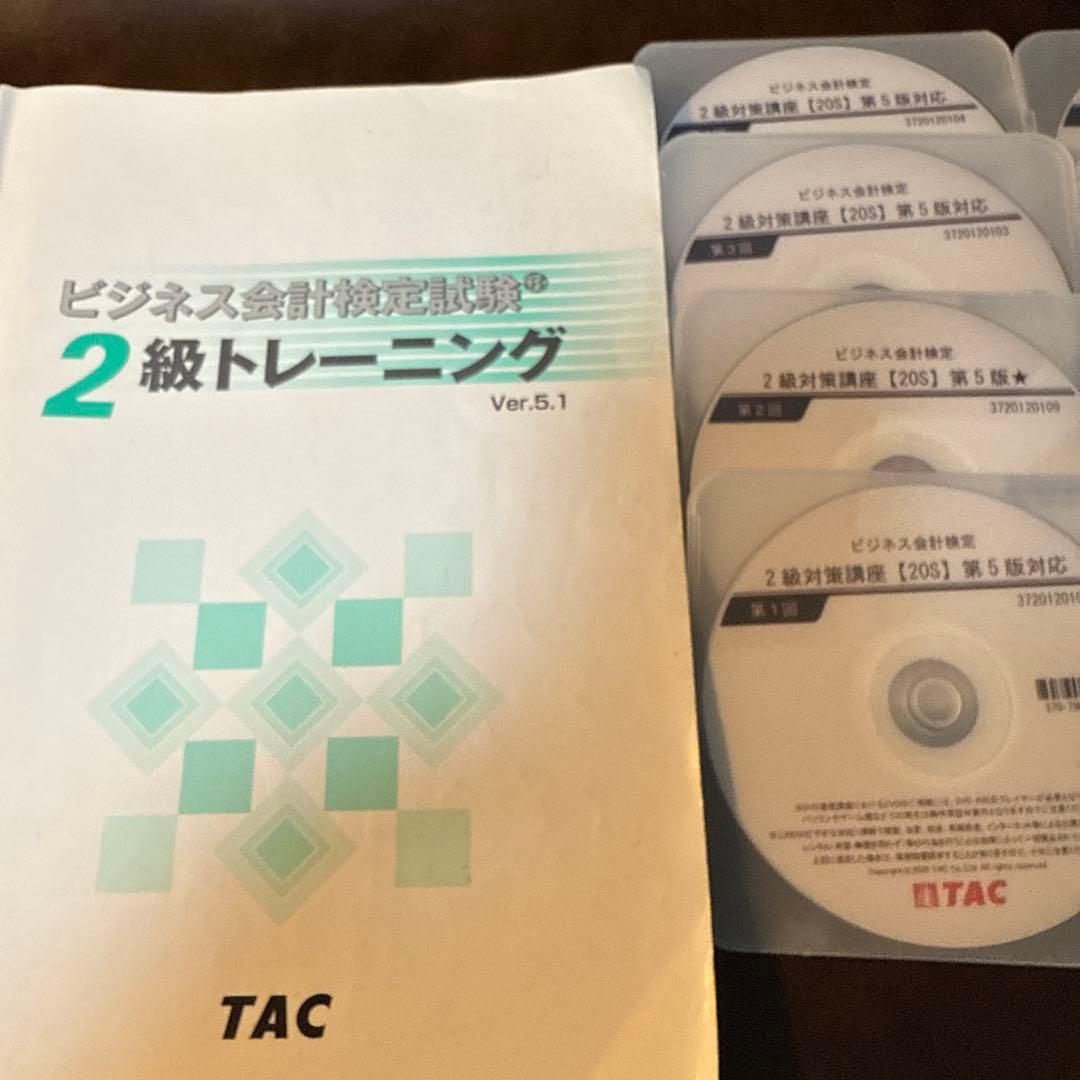 ビジネス会計検定試験®
2級トレーニング
Ver.5.1
TAC
ビジネス会計検定
2級対策講座【20S】第5版対応
3720120104
ビジネス会計検定
2級対策講座【20S】第5版対応
第3回
3720120103
ビジネス会計検定
2級対策講座【20S】第5版★
第2回
3720120109
ビジネス会計検定
2級対策講座【20S】第5版対応
第1回
372012010
TAC